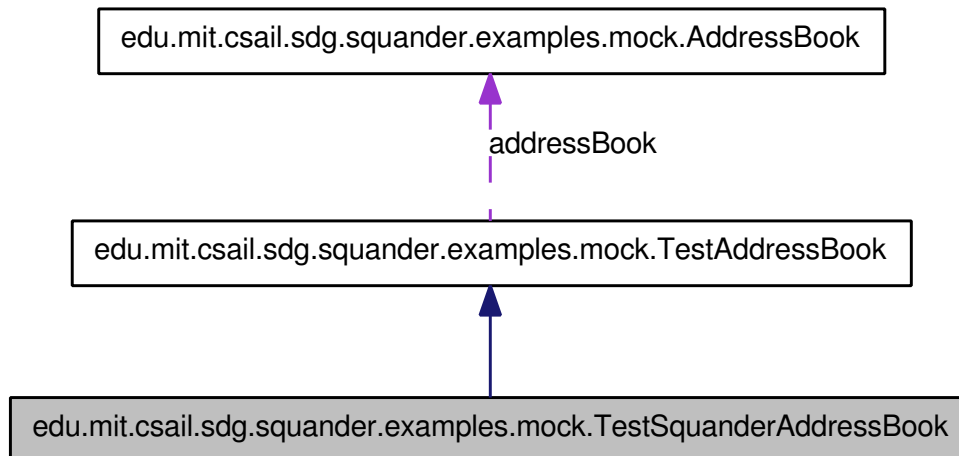 edu.mit.csail.sdg.squander.examples.mock.AddressBook
addressBook
edu.mit.csail.sdg.squander.examples.mock.TestAddressBook
edu.mit.csail.sdg.squander.examples.mock.TestSquanderAddressBook